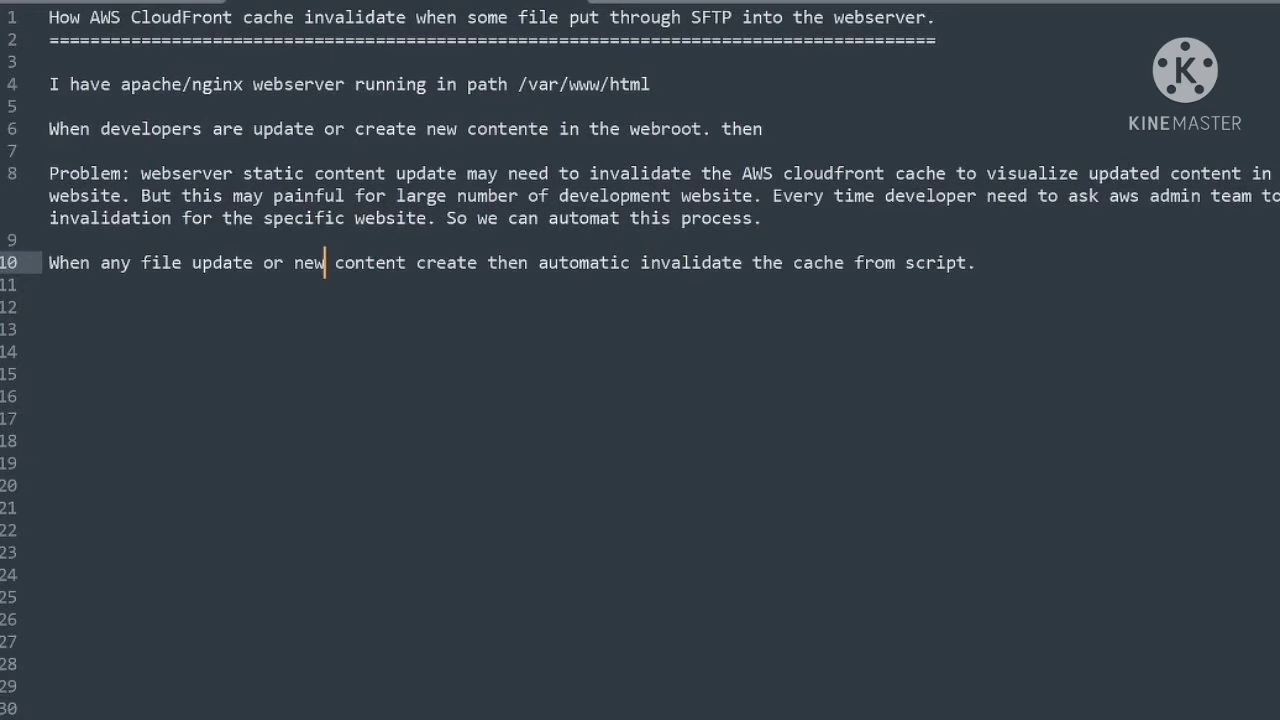 1 How AWS CloudFront cache invalidate when some file put through SFTP into the webserver.
2 =======================================================================================
3
4 I have apache/nginx webserver running in path /var/www/html
5
6 When developers are update or create new contente in the webroot. then
7
8 Problem: webserver static content update may need to invalidate the AWS cloudfront cache to visualize updated content in
website. But this may painful for large number of development website. Every time developer need to ask aws admin team to
invalidation for the specific website. So we can automat this process.
9
10 When any file update or new content create then automatic invalidate the cache from script.
11
12
13
14
15
16
17
18
19
20
21
22
23
24
25
26
27
28
29
30
K
KINEMASTER